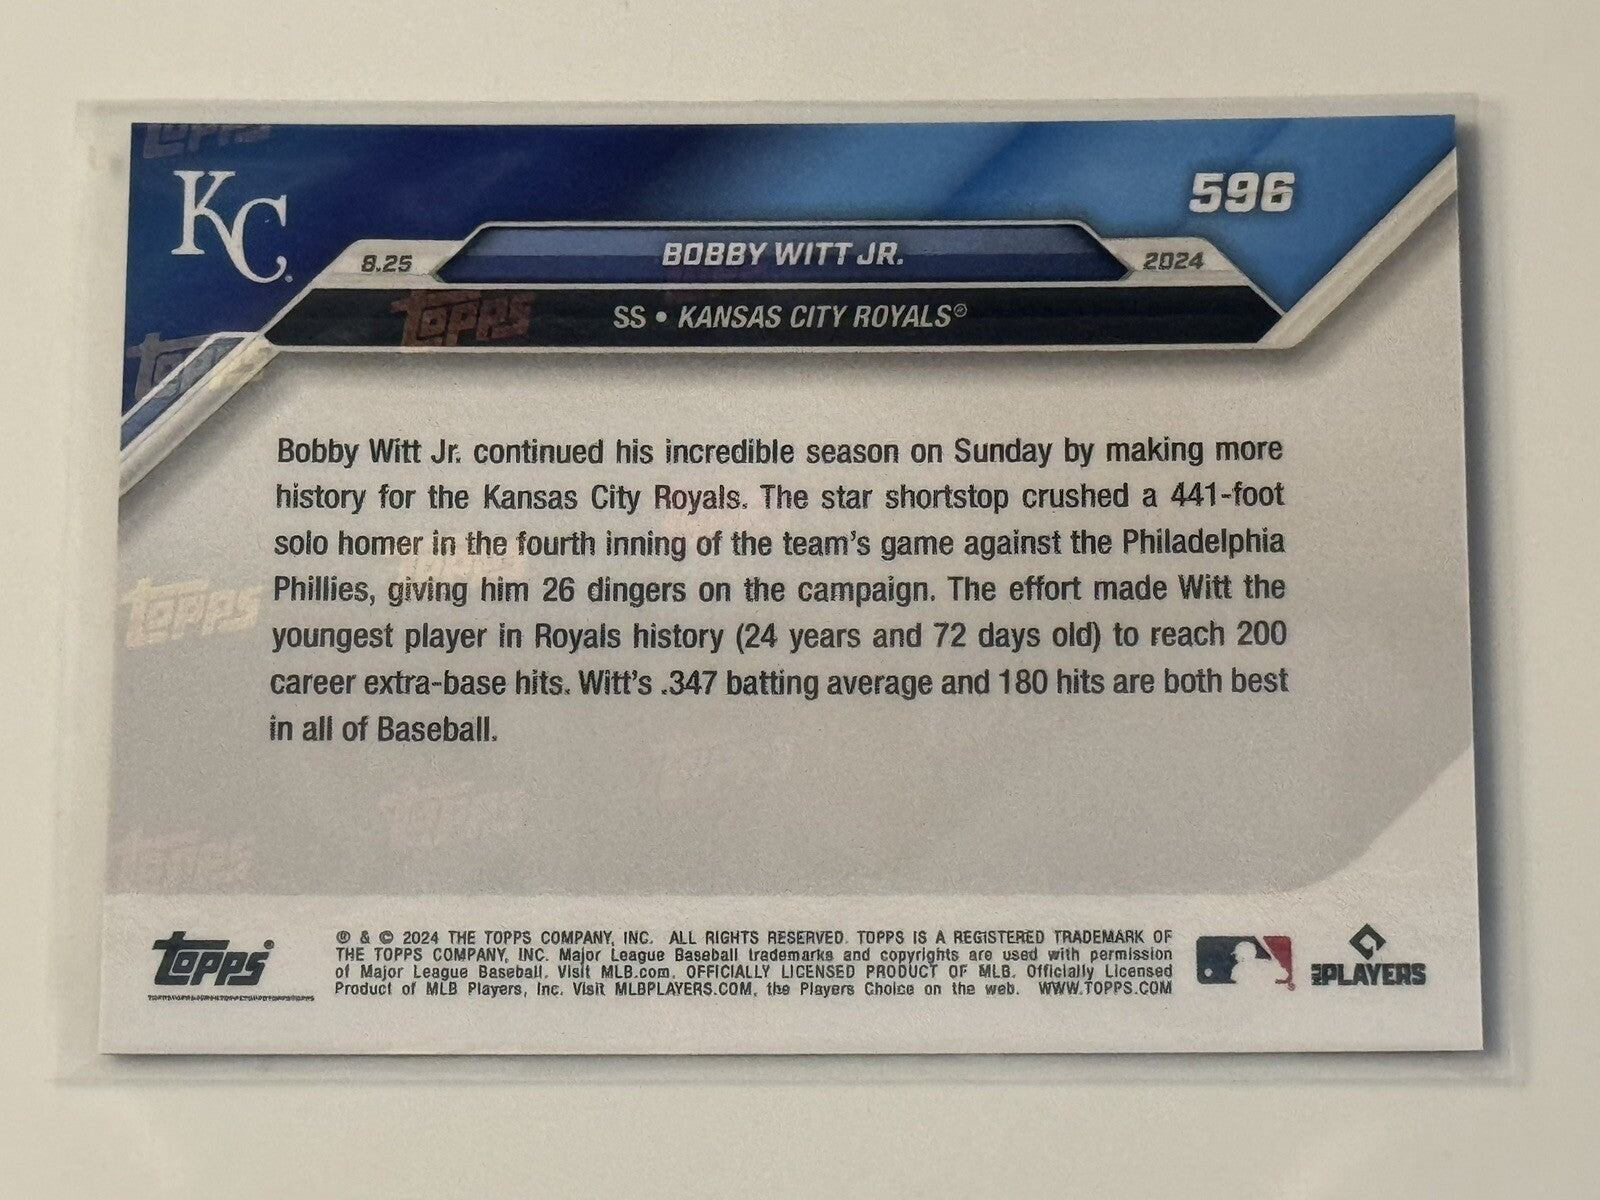 KC
596
8.25 BOBBY WITT JR. 2024
SS • KANSAS CITY ROYALS®
Bobby Witt Jr. continued his incredible season on Sunday by making more
history for the Kansas City Royals. The star shortstop crushed a 441-foot
solo homer in the fourth inning of the team's game against the Philadelphia
Phillies, giving him 26 dingers on the campaign. The effort made Witt the
youngest player in Royals history (24 years and 72 days old) to reach 200
career extra-base hits. Witt's .347 batting average and 180 hits are both best
in all of Baseball.
Topps
Topps
Topps
Topps
Topps
Topps
Topps
Topps®
® & © 2024 THE TOPPS COMPANY, INC. ALL RIGHTS RESERVED. TOPPS IS A REGISTERED TRADEMARK OF
THE TOPPS COMPANY, INC. Major League Baseball trademarks and copyrights are used with permission
of Major League Baseball. Visit MLB.com. OFFICIALLY LICENSED PRODUCT OF MLB. Officially Licensed
Product of MLB Players, Inc. Visit MLBPLAYERS.COM, the Players Choice on the web. WWW.TOPPS.COM
MLB PLAYERS